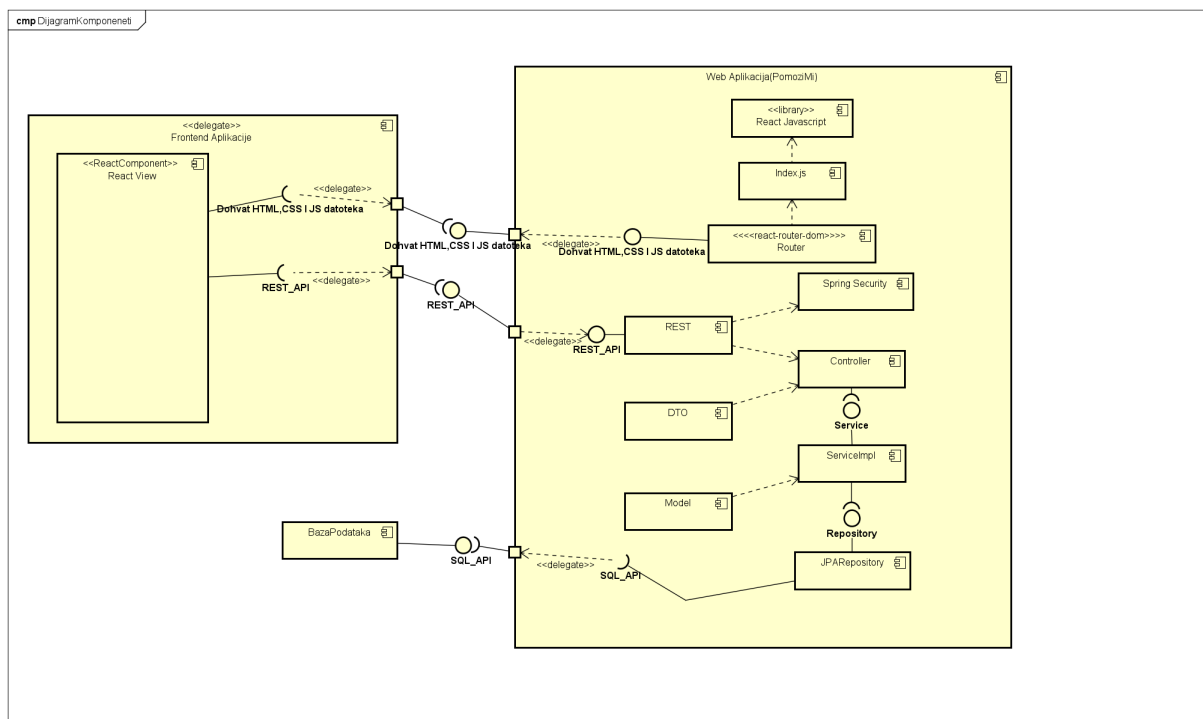 cmp DijagramKomponeneti
Web Aplikacija(PomoziMi)
<<library>>
React Javascript
Index.js
<<<<react-router-dom>>>>
Router
<<delegate>>
Frontend Aplikacije
<<ReactComponent>>
React View
<<delegate>>
Dohvat HTML,CSS I JS datoteka
Dohvat HTML,CSS I JS datoteka
<<delegate>>
Dohvat HTML,CSS I JS datoteka
<<delegate>>
REST_API
REST_API
<<delegate>>
REST_API
REST
Spring Security
Controller
DTO
Service
ServiceImpl
Model
Repository
JPARepository
BazaPodataka
SQL_API
<<delegate>>
SQL_API